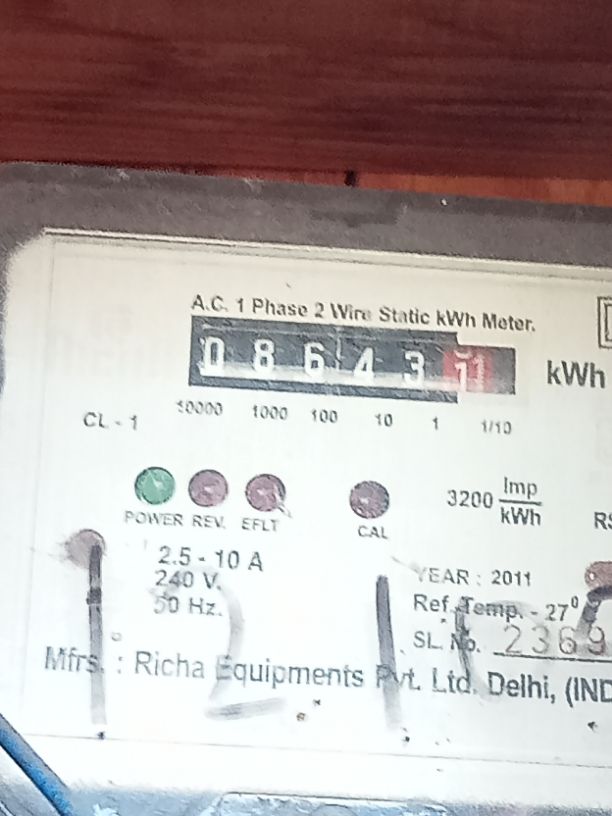 A.C. 1 Phase 2 Wire Static kWh Meter.
0 8 6 4 3 1
kWh
10000 1000 100 10 1 1/10
CL - 1
3200 Imp/kWh
POWER REV. EFLT CAL
2.5 - 10 A
240 V.
50 Hz.
YEAR : 2011
Ref. Temp. - 27⁰
SL. No. 2369
Mfrs. : Richa Equipments Pvt. Ltd. Delhi, (IND